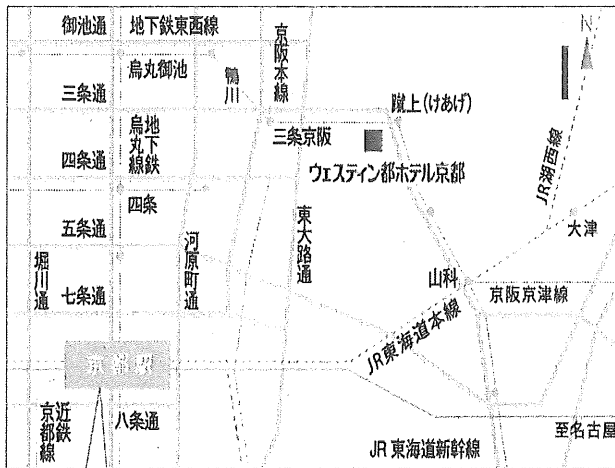 御池通
地下鉄東西線
京阪本線
N
烏丸御池
鴨川
三条通
蹴上(けあげ)
地下鉄烏丸線
三条京阪
四条通
ウェスティン都ホテル京都
JR湖西線
四条
五条通
東大路通
大津
堀川通
河原町通
山科
七条通
京阪京津線
JR東海道本線
京都駅
近鉄京都線
八条通
至名古屋
JR東海道新幹線